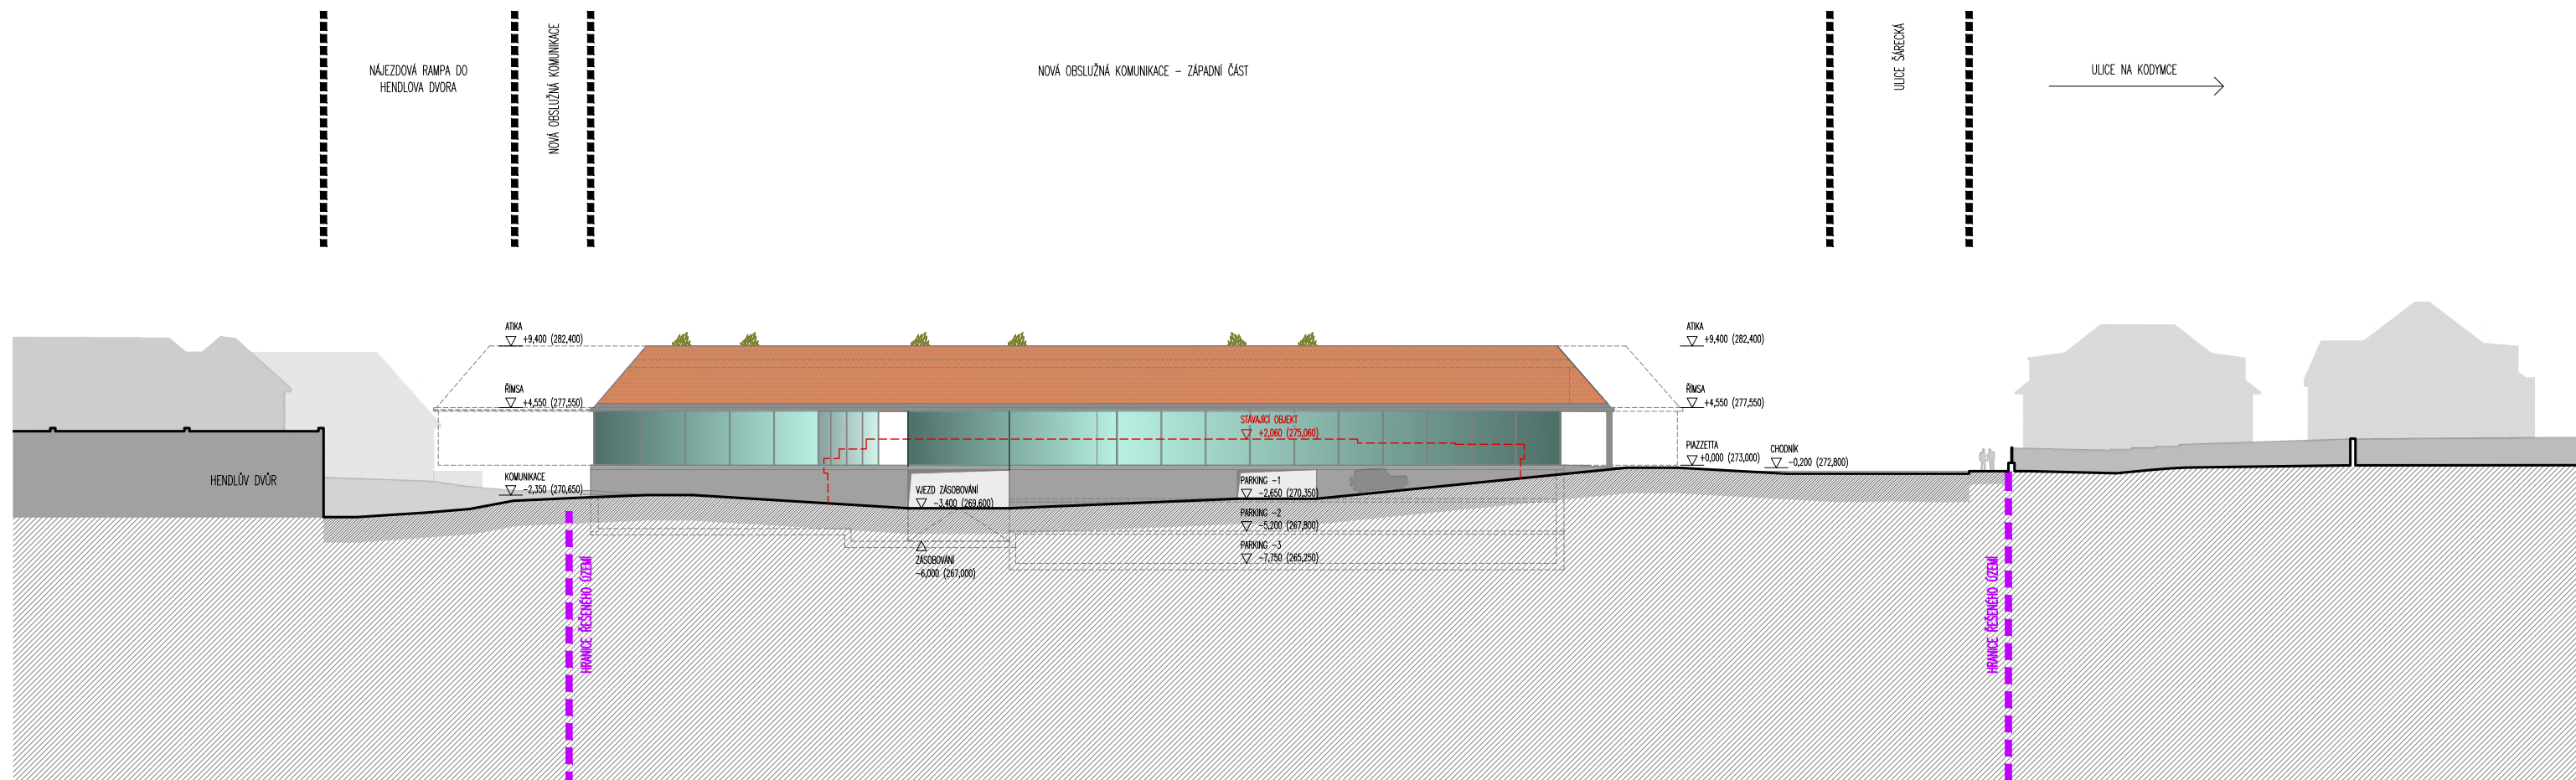 NÁJEZDOVÁ RAMPA DO
HENDLOVA DVORA
NOVÁ OBSLUŽNÁ KOMUNIKACE
NOVÁ OBSLUŽNÁ KOMUNIKACE – ZÁPADNÍ ČÁST
ULICE ŠÁRECKÁ
ULICE NA KODYMCE
ATIKA
+9,400 (282,400)
ŘÍMSA
+4,550 (277,550)
KOMUNIKACE
-2,350 (270,650)
HENDLŮV DVŮR
VJEZD ZÁSOBOVÁNÍ
-3,400 (269,600)
ZÁSOBOVÁNÍ
-6,000 (267,000)
STÁVAJÍCÍ OBJEKT
+2,060 (275,060)
PARKING -1
-2,650 (270,350)
PARKING -2
-5,200 (267,800)
PARKING -3
-7,750 (265,250)
ATIKA
+9,400 (282,400)
ŘÍMSA
+4,550 (277,550)
PIAZZETTA
+0,000 (273,000)
CHODNÍK
-0,200 (272,800)
HRANICE ŘEŠENÉHO ÚZEMÍ
HRANICE ŘEŠENÉHO ÚZEMÍ